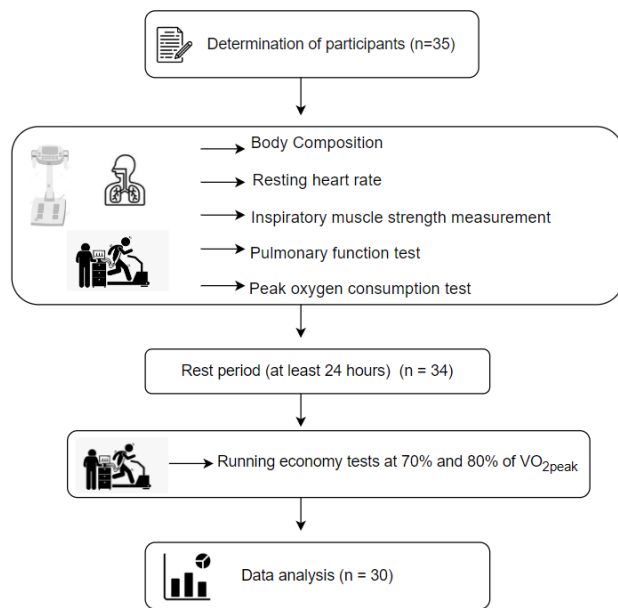 Determination of participants (n=35)
Body Composition
Resting heart rate
Inspiratory muscle strength measurement
Pulmonary function test
Peak oxygen consumption test
Rest period (at least 24 hours)  (n = 34)
Running economy tests at 70% and 80% of VO2peak
Data analysis (n = 30)